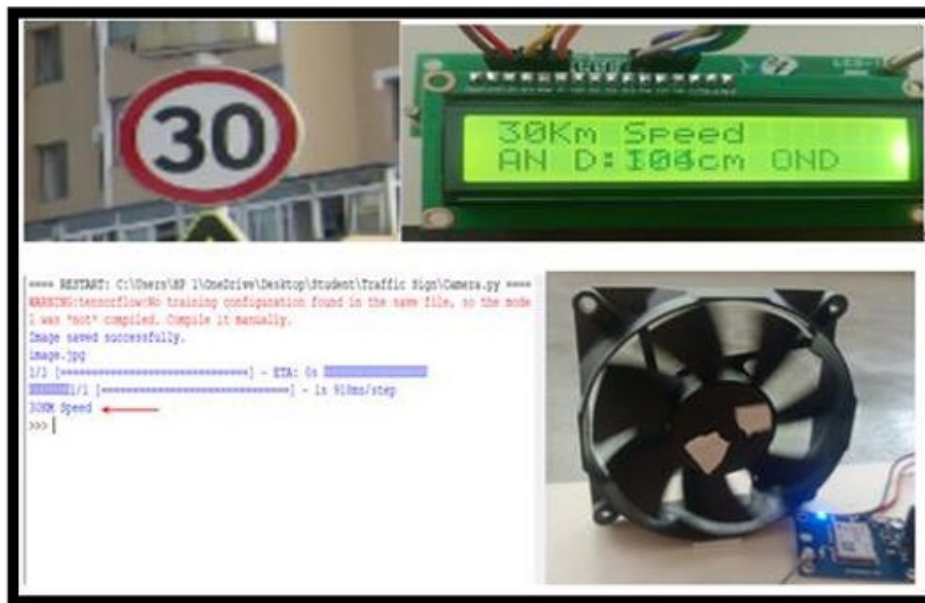 30
30Km Speed
AN D: 104cm OND
==== RESTART: C:\Users\HP 1\OneDrive\Desktop\Student\Traffic Sign\Camera.py ====
WARNING:tensorflow:No training configuration found in the save file, so the mode
l was *not* compiled. Compile it manually.
Image saved successfully.
image.jpg
1/1 [==============================] - ETA: 0s
1/1 [==============================] - 1s 918ms/step
30KM Speed
>>>